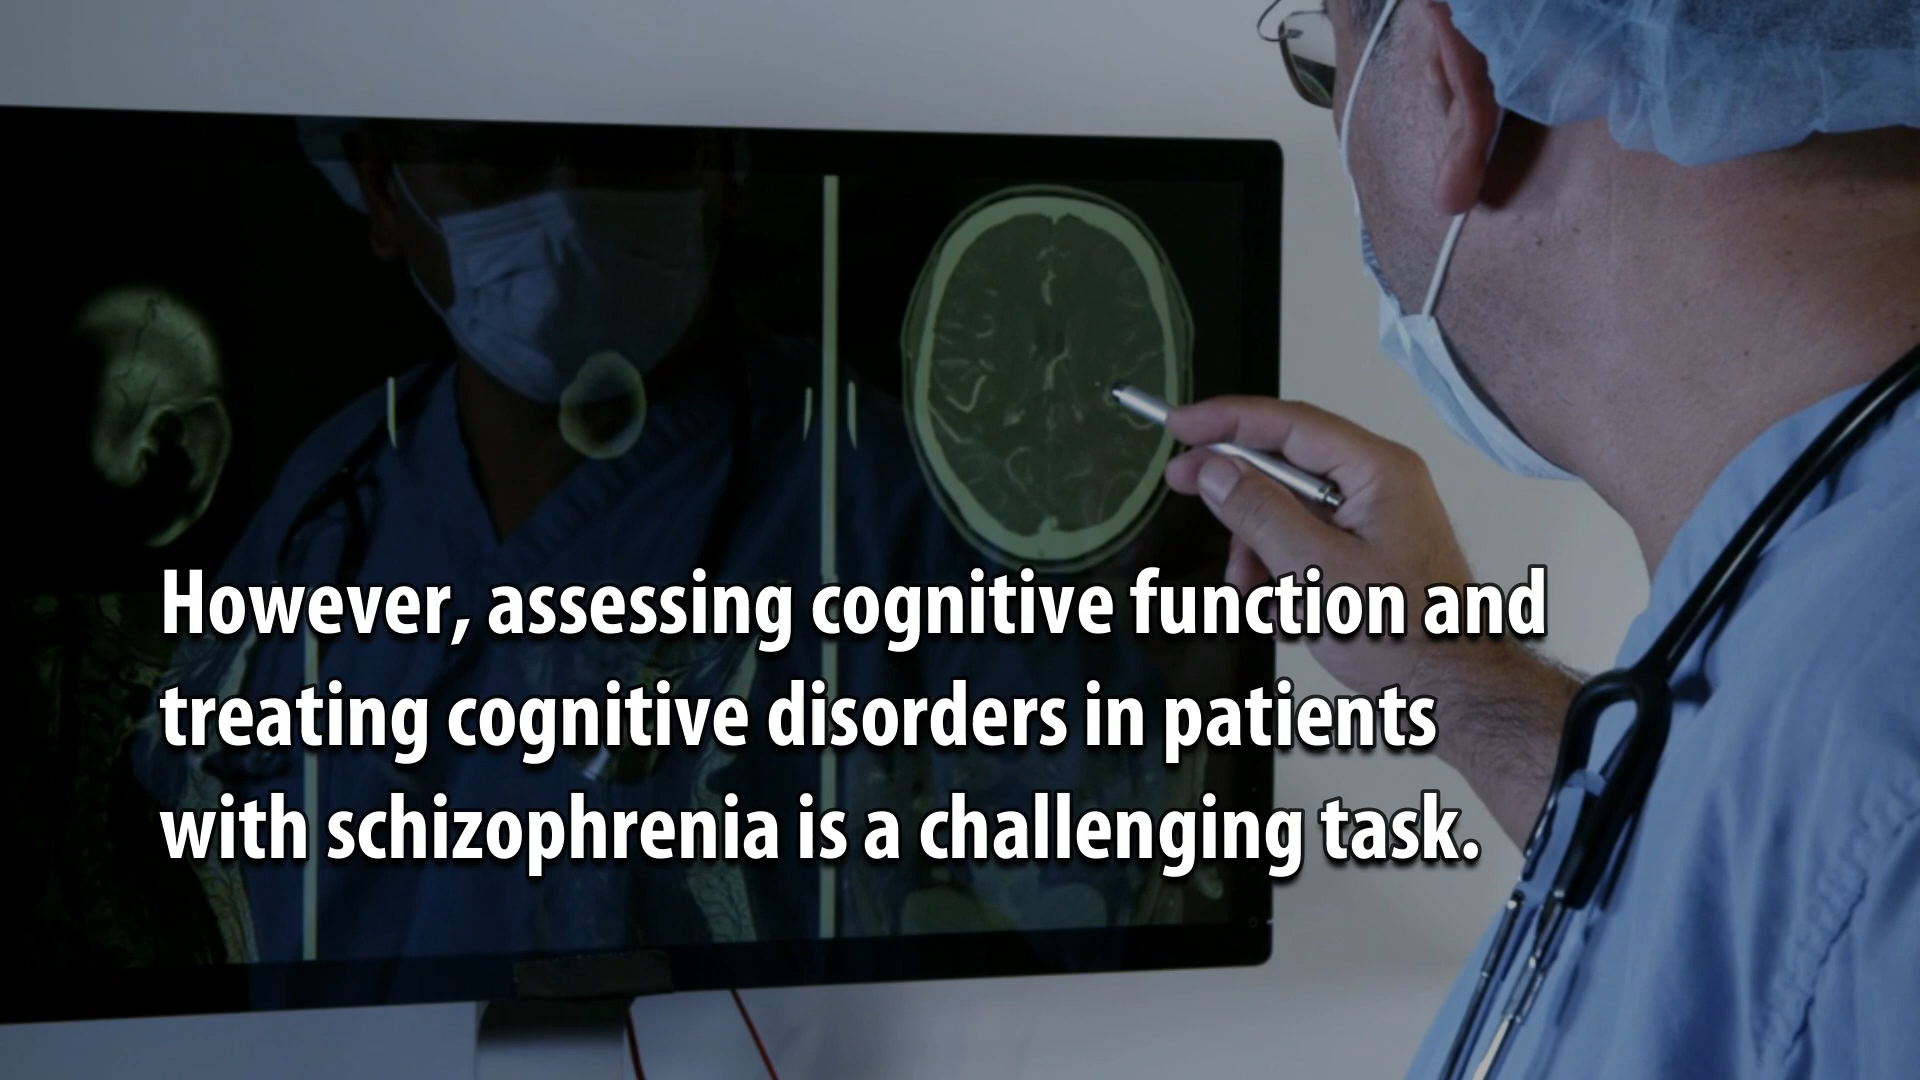 However, assessing cognitive function and
treating cognitive disorders in patients
with schizophrenia is a challenging task.